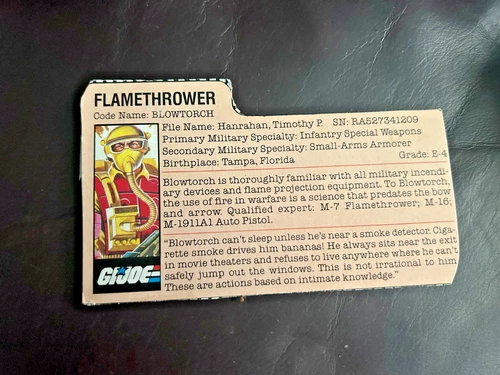 FLAMETHROWER
Code Name: BLOWTORCH
File Name: Hanrahan, Timothy P. SN: RA527341209
Primary Military Specialty: Infantry Special Weapons
Secondary Military Specialty: Small-Arms Armorer
Birthplace: Tampa, Florida Grade: E-4
Blowtorch is thoroughly familiar with all military incendi-
ary devices and flame projection equipment. To Blowtorch,
the use of fire in warfare is a science that predates the bow
and arrow. Qualified expert: M-7 Flamethrower; M-16;
M-1911A1 Auto Pistol.
"Blowtorch can't sleep unless he's near a smoke detector. Ciga-
rette smoke drives him bananas! He always sits near the exit
in movie theaters and refuses to live anywhere where he can't
safely jump out the windows. This is not irrational to him
These are actions based on intimate knowledge."
G.I. JOE